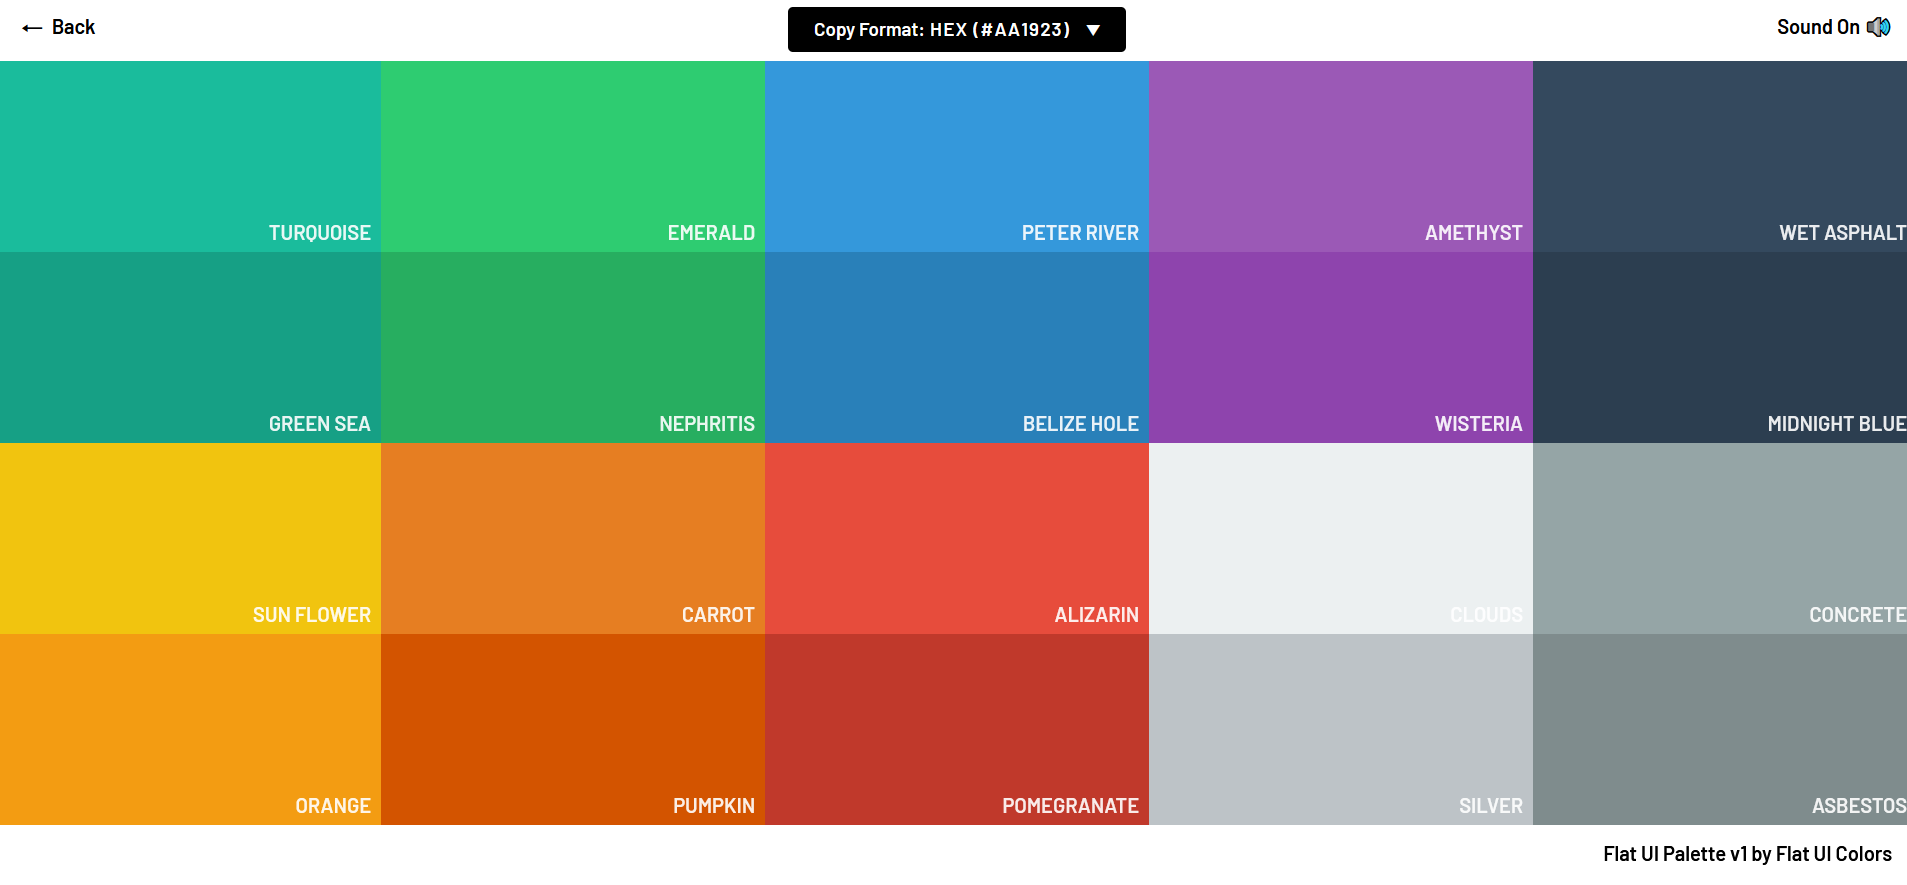 ← Back
Copy Format: HEX (#AA1923) ▼
Sound On 🔊
TURQUOISE
EMERALD
PETER RIVER
AMETHYST
WET ASPHALT
GREEN SEA
NEPHRITIS
BELIZE HOLE
WISTERIA
MIDNIGHT BLUE
SUN FLOWER
CARROT
ALIZARIN
CLOUDS
CONCRETE
ORANGE
PUMPKIN
POMEGRANATE
SILVER
ASBESTOS
Flat UI Palette v1 by Flat UI Colors